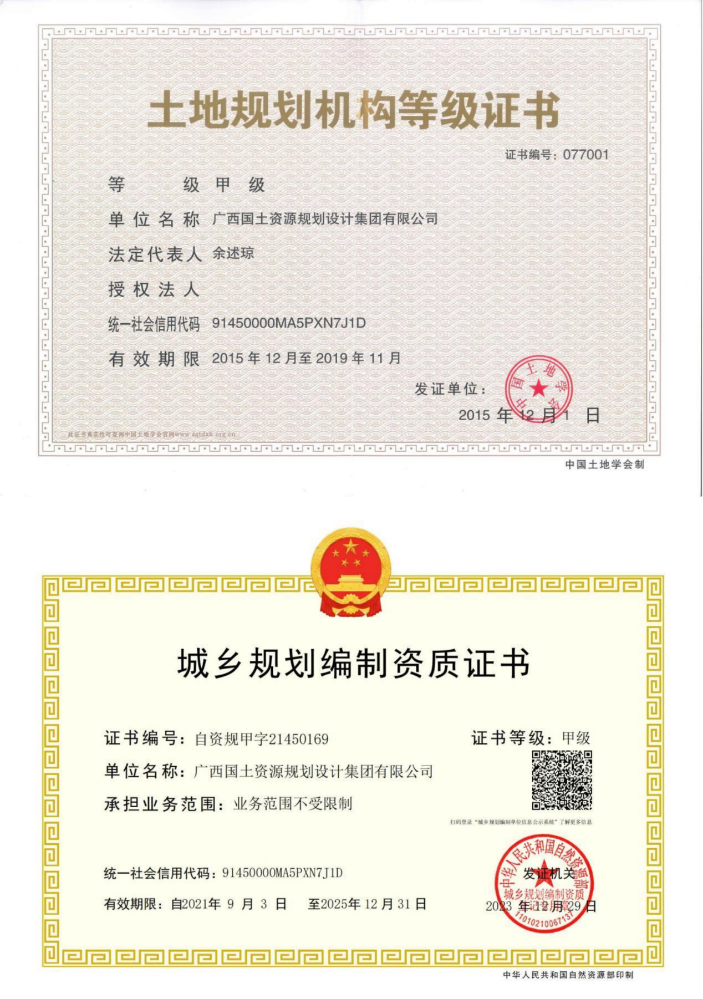 土地规划机构等级证书
证书编号：077001
等 级 甲 级
单位名称 广西国土资源规划设计集团有限公司
法定代表人 余述琼
授权法人
统一社会信用代码 91450000MA5PXN7J1D
有效期限 2015 年 12 月至 2019 年 11 月
发证单位：
中国土地学会
2015 年 12 月 1 日
此证书真实性可查询中国土地学会官网www.zgtdxh.org.cn
中国土地学会制
城乡规划编制资质证书
证书编号：自资规甲字21450169
证书等级：甲级
单位名称：广西国土资源规划设计集团有限公司
承担业务范围：业务范围不受限制
扫码登录“城乡规划编制单位信息公示系统”了解更多信息
统一社会信用代码：91450000MA5PXN7J1D
中华人民共和国自然资源部
发证机关
城乡规划编制资质
登记专用章
有效期限：自2021年 9 月 3 日 至2025年 12 月 31 日
2023 年 12 月 29 日
11010210067137
中华人民共和国自然资源部印制